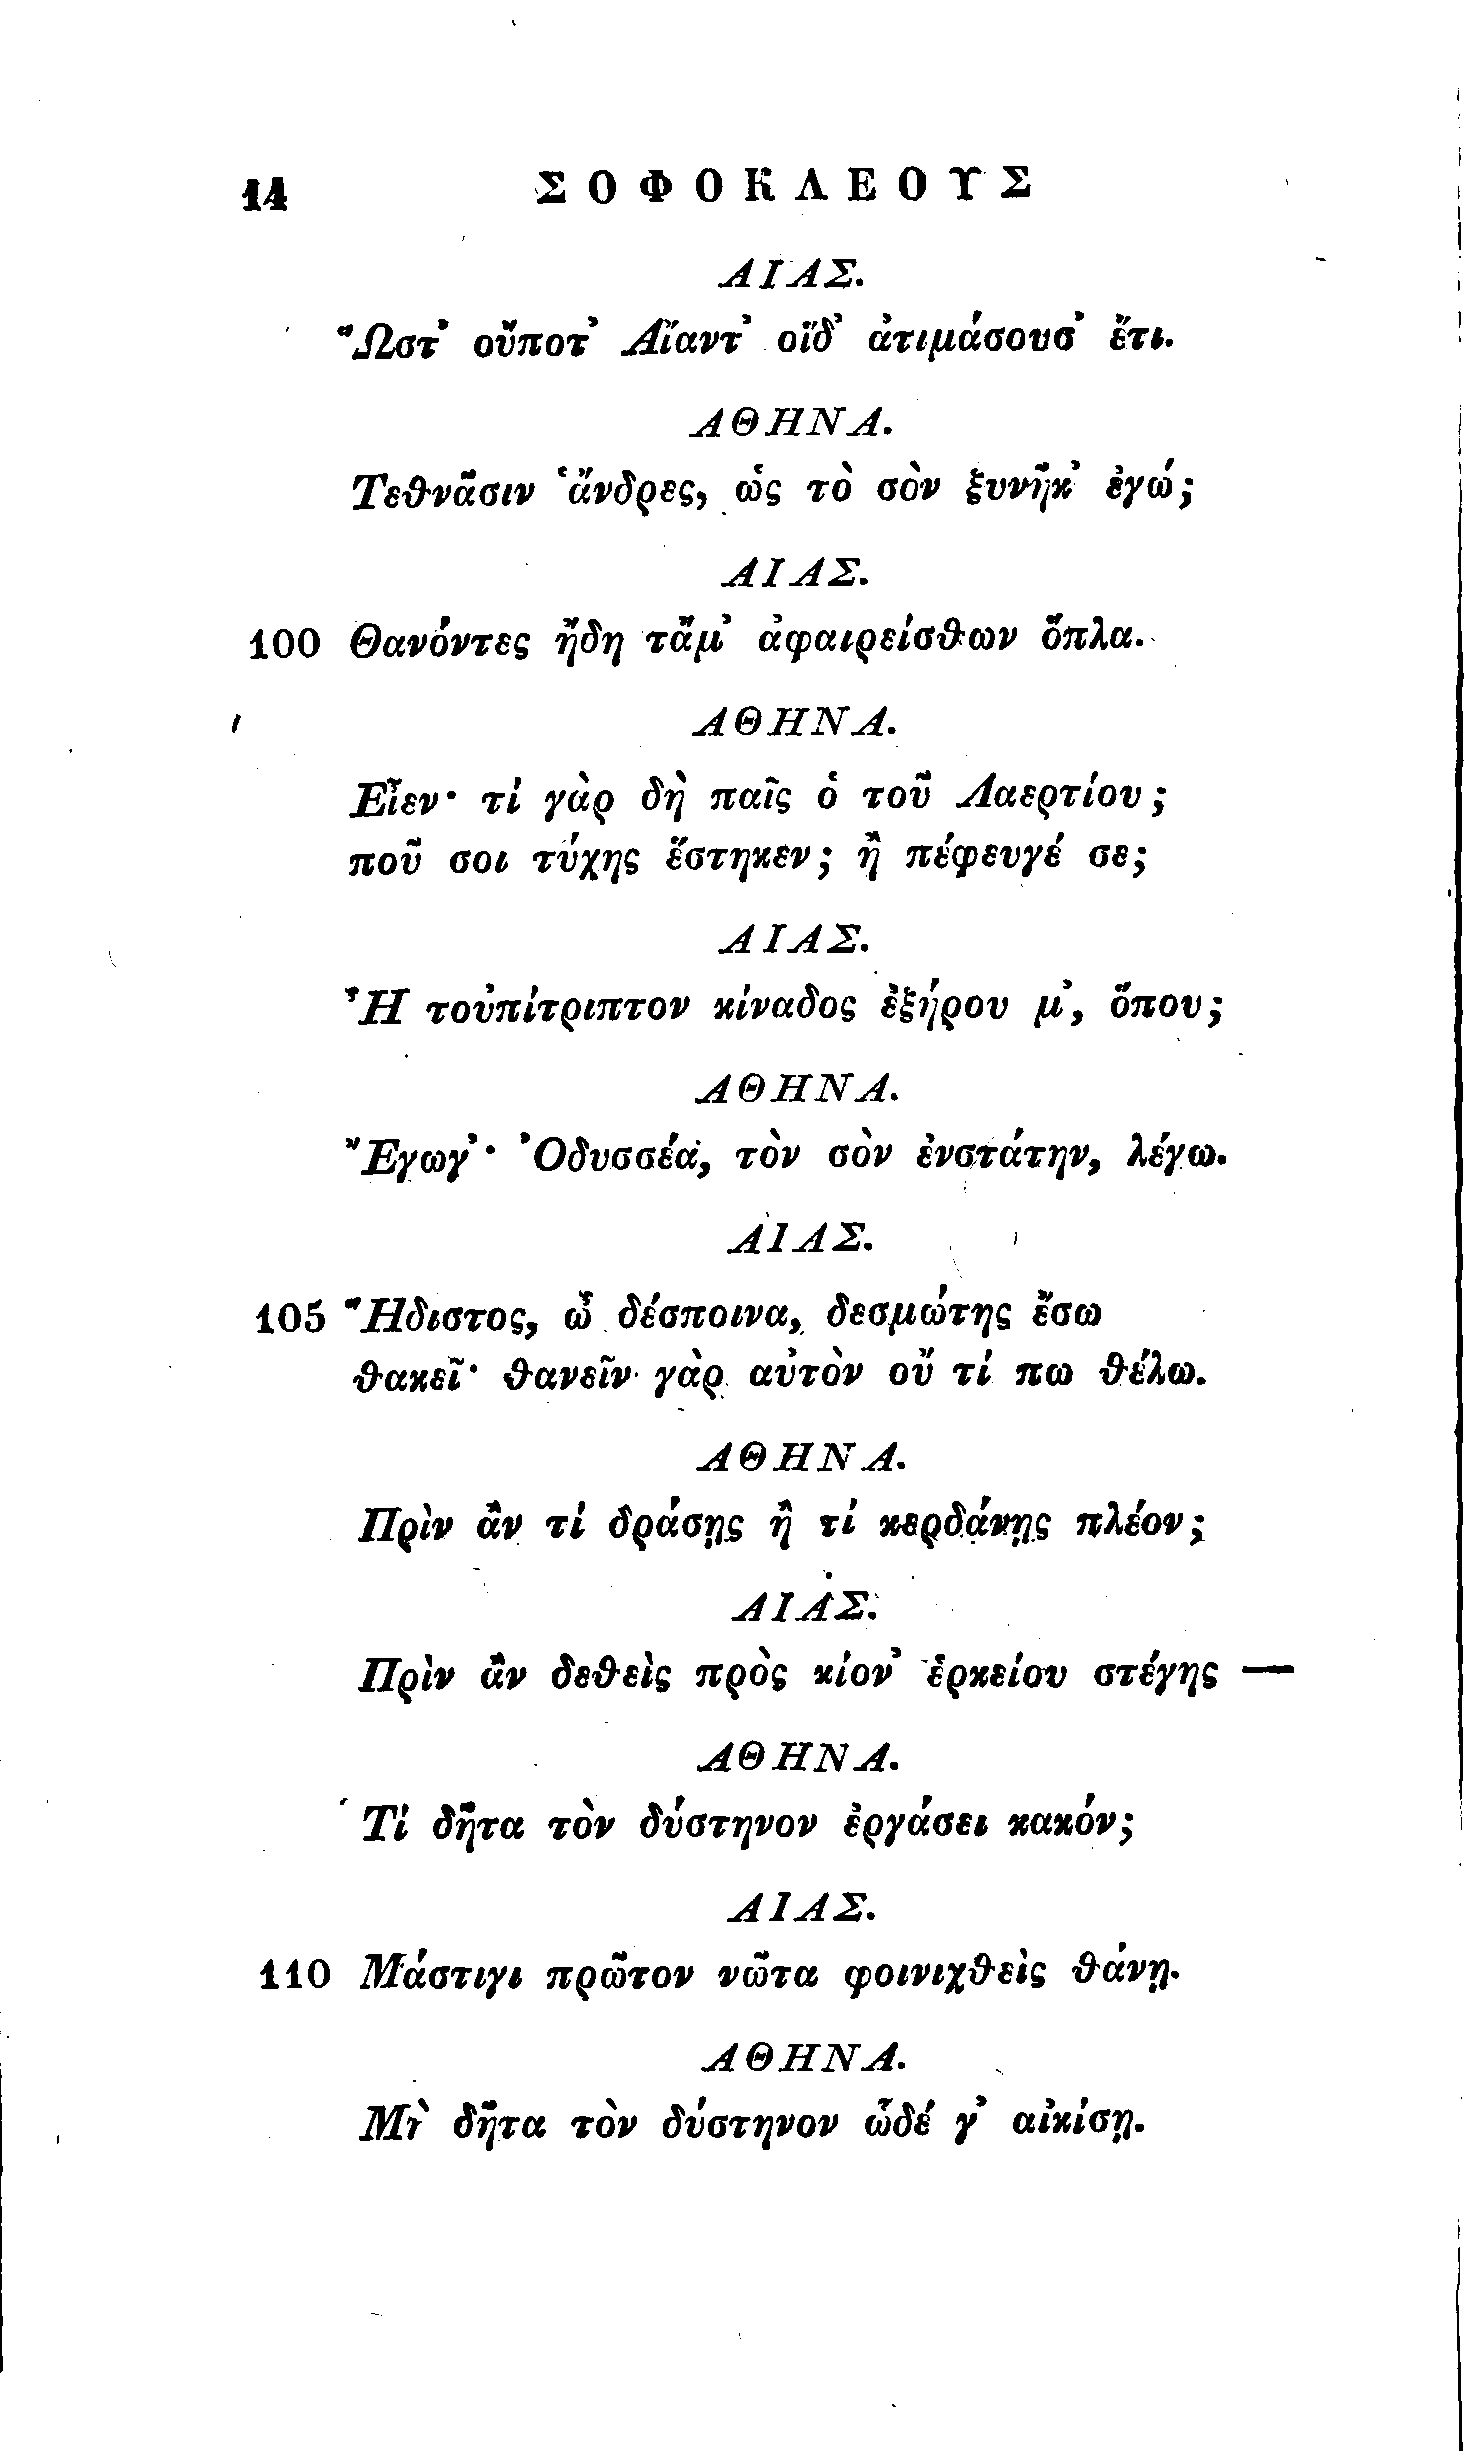 14 ΣΟΦΟΚΛΕΟΥΣ
ΑΙΑΣ.
Ὥστ’ οὔποτ’ Αἴαντ’ οἵδ’ ἀτιμάσουσ’ ἔτι.
ΑΘΗΝΑ.
Τεθνᾶσιν ἅνδρες, ὡς τὸ σὸν ξυνῆκ’ ἐγώ;
ΑΙΑΣ.
100 Θανόντες ἤδη τἄμ’ ἀφαιρείσθων ὅπλα.
ΑΘΗΝΑ.
Εἶεν· τί γὰρ δὴ παῖς ὁ τοῦ Λαερτίου;
ποῦ σοι τύχης ἕστηκεν; ἢ πέφευγέ σε;
ΑΙΑΣ.
Ἦ τοὐπίτριπτον κίναδος ἐξήρου μ’, ὅπου;
ΑΘΗΝΑ.
Ἔγωγ’· Ὀδυσσέα, τὸν σὸν ἐνστάτην, λέγω.
ΑΙΑΣ.
105 Ἥδιστος, ὦ δέσποινα, δεσμώτης ἔσω
θακεῖ· θανεῖν γὰρ αὐτὸν οὔ τί πω θέλω.
ΑΘΗΝΑ.
Πρὶν ἂν τί δράσῃς ἢ τί κερδάνῃς πλέον;
ΑΙΑΣ.
Πρὶν ἂν δεθεὶς πρὸς κίον’ ἑρκείου στέγης —
ΑΘΗΝΑ.
Τί δῆτα τὸν δύστηνον ἐργάσει κακόν;
ΑΙΑΣ.
110 Μάστιγι πρῶτον νῶτα φοινιχθεὶς θάνῃ.
ΑΘΗΝΑ.
Μὴ δῆτα τὸν δύστηνον ὧδέ γ’ αἰκίσῃ.